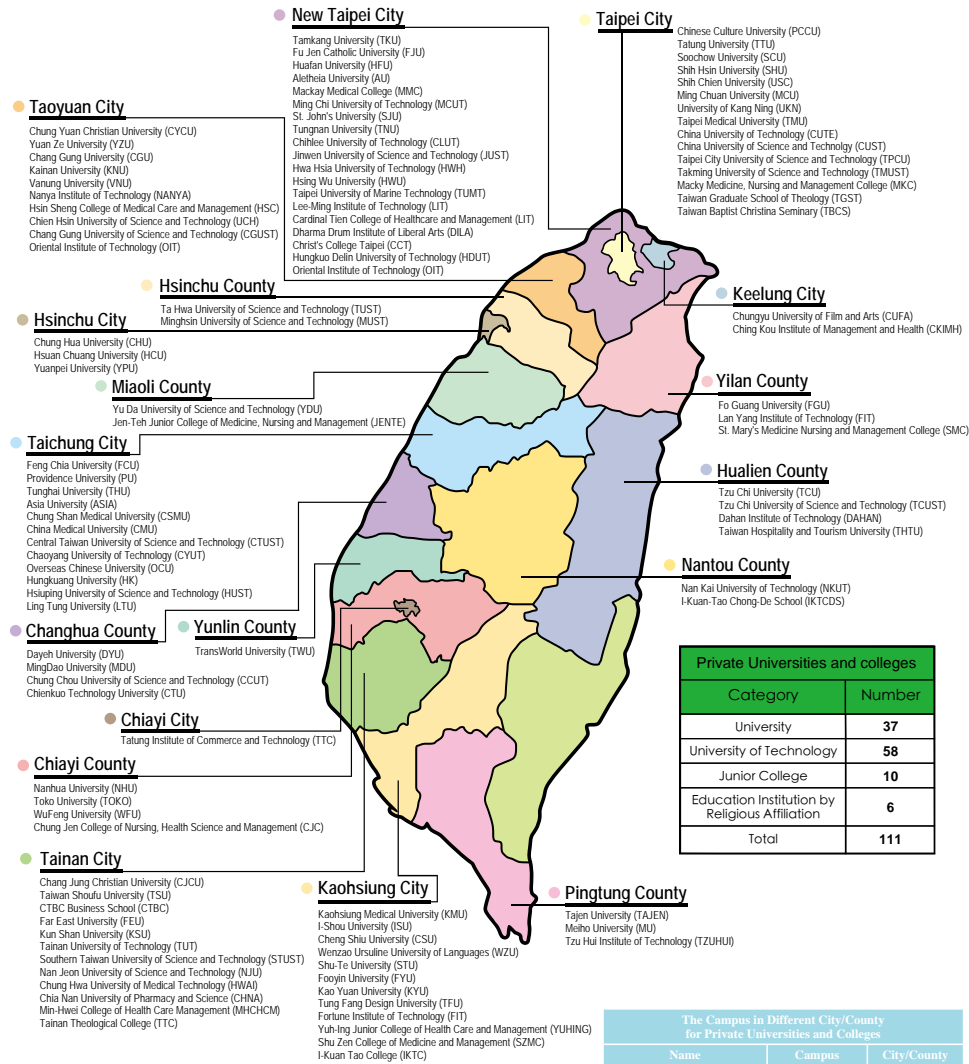 New Taipei City
Tamkang University (TKU)
Fu Jen Catholic University (FJU)
Huafan University (HFU)
Aletheia University (AU)
Mackay Medical College (MMC)
Ming Chi University of Technology (MCUT)
St. John's University (SJU)
Tungnan University (TNU)
Chihlee University of Technology (CLUT)
Jinwen University of Science and Technology (JUST)
Hwa Hsia University of Technology (HWH)
Hsing Wu University (HWU)
Taipei University of Marine Technology (TUMT)
Lee-Ming Institute of Technology (LIT)
Cardinal Tien College of Healthcare and Management (LIT)
Dharma Drum Institute of Liberal Arts (DILA)
Christ's College Taipei (CCT)
Hungkuo Delin University of Technology (HDUT)
Oriental Institute of Technology (OIT)
Taipei City
Chinese Culture University (PCCU)
Tatung University (TTU)
Soochow University (SCU)
Shih Hsin University (SHU)
Shih Chien University (USC)
Ming Chuan University (MCU)
University of Kang Ning (UKN)
Taipei Medical University (TMU)
China University of Technology (CUTE)
China University of Science and Technolgy (CUST)
Taipei City University of Science and Technology (TPCU)
Takming University of Science and Technology (TMUST)
Macky Medicine, Nursing and Management College (MKC)
Taiwan Graduate School of Theology (TGST)
Taiwan Baptist Christina Seminary (TBCS)
Taoyuan City
Chung Yuan Christian University (CYCU)
Yuan Ze University (YZU)
Chang Gung University (CGU)
Kainan University (KNU)
Vanung University (VNU)
Nanya Institute of Technology (NANYA)
Hsin Sheng College of Medical Care and Management (HSC)
Chien Hsin University of Science and Technology (UCH)
Chang Gung University of Science and Technology (CGUST)
Oriental Institute of Technology (OIT)
Hsinchu County
Ta Hwa University of Science and Technology (TUST)
Minghsin University of Science and Technology (MUST)
Keelung City
Chungyu University of Film and Arts (CUFA)
Ching Kou Institute of Management and Health (CKIMH)
Hsinchu City
Chung Hua University (CHU)
Hsuan Chuang University (HCU)
Yuanpei University (YPU)
Miaoli County
Yu Da University of Science and Technology (YDU)
Jen-Teh Junior College of Medicine, Nursing and Management (JENTE)
Yilan County
Fo Guang University (FGU)
Lan Yang Institute of Technology (FIT)
St. Mary's Medicine Nursing and Management College (SMC)
Taichung City
Feng Chia University (FCU)
Providence University (PU)
Tunghai University (THU)
Asia University (ASIA)
Chung Shan Medical University (CSMU)
China Medical University (CMU)
Central Taiwan University of Science and Technology (CTUST)
Chaoyang University of Technology (CYUT)
Overseas Chinese University (OCU)
Hungkuang University (HK)
Hsiuping University of Science and Technology (HUST)
Ling Tung University (LTU)
Hualien County
Tzu Chi University (TCU)
Tzu Chi University of Science and Technology (TCUST)
Dahan Institute of Technology (DAHAN)
Taiwan Hospitality and Tourism University (THTU)
Nantou County
Nan Kai University of Technology (NKUT)
I-Kuan-Tao Chong-De School (IKTCDS)
Changhua County
Dayeh University (DYU)
MingDao University (MDU)
Chung Chou University of Science and Technology (CCUT)
Chienkuo Technology University (CTU)
Yunlin County
TransWorld University (TWU)
Chiayi City
Tatung Institute of Commerce and Technology (TTC)
Chiayi County
Nanhua University (NHU)
Toko University (TOKO)
WuFeng University (WFU)
Chung Jen College of Nursing, Health Science and Management (CJC)
Private Universities and colleges
Category Number
University 37
University of Technology 58
Junior College 10
Education Institution by
Religious Affiliation 6
Total 111
Tainan City
Chang Jung Christian University (CJCU)
Taiwan Shoufu University (TSU)
CTBC Business School (CTBC)
Far East University (FEU)
Kun Shan University (KSU)
Tainan University of Technology (TUT)
Southern Taiwan University of Science and Technology (STUST)
Nan Jeon University of Science and Technology (NJU)
Chung Hwa University of Medical Technology (HWAI)
Chia Nan University of Pharmacy and Science (CHNA)
Min-Hwei College of Health Care Management (MHCHCM)
Tainan Theological College (TTC)
Kaohsiung City
Kaohsiung Medical University (KMU)
I-Shou University (ISU)
Cheng Shiu University (CSU)
Wenzao Ursuline University of Languages (WZU)
Shu-Te University (STU)
Fooyin University (FYU)
Kao Yuan University (KYU)
Tung Fang Design University (TFU)
Fortune Institute of Technology (FIT)
Yuh-Ing Junior College of Health Care and Management (YUHING)
Shu Zen College of Medicine and Management (SZMC)
I-Kuan Tao College (IKTC)
Pingtung County
Tajen University (TAJEN)
Meiho University (MU)
Tzu Hui Institute of Technology (TZUHUI)
The Campus in Different City/County
for Private Universities and Colleges
Name Campus City/County